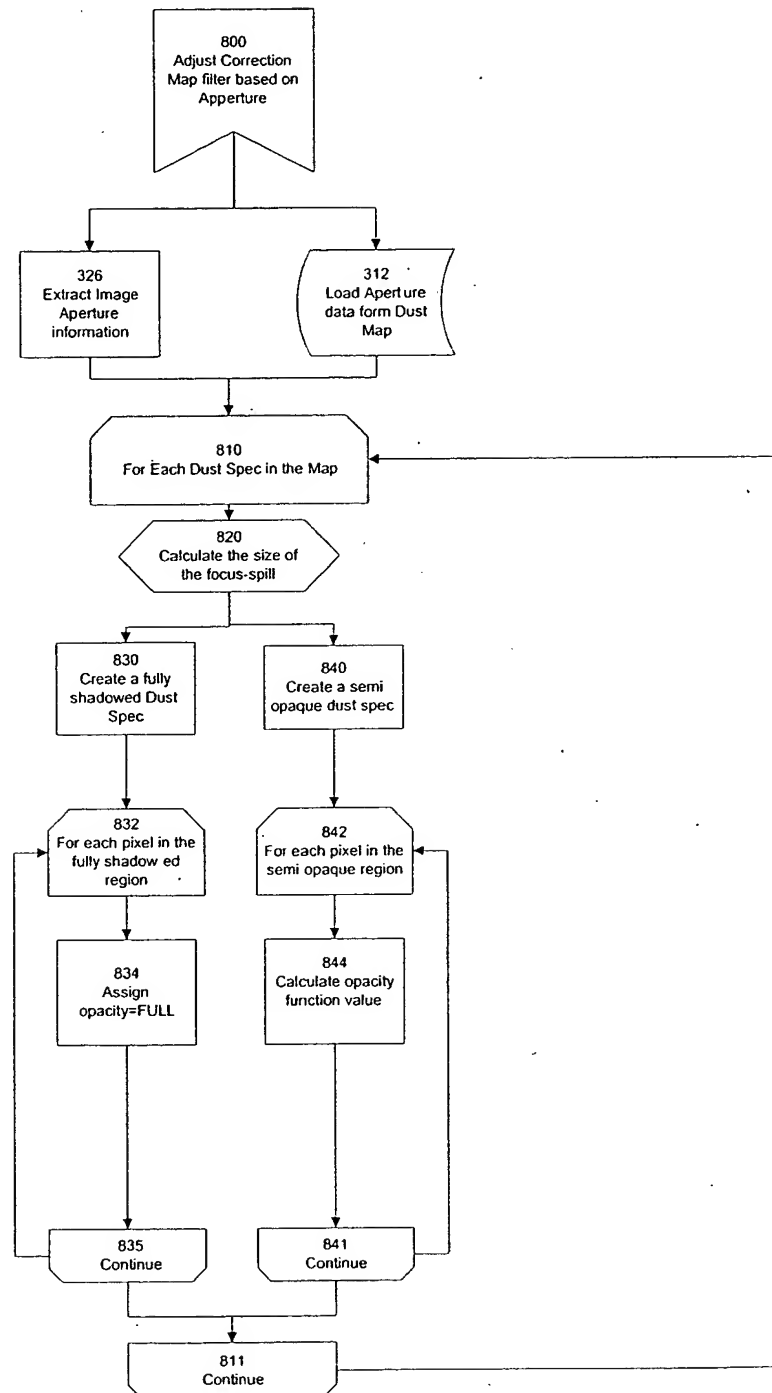 800
Adjust Correction
Map filter based on
Apperture
326
Extract Image
Aperture
information
312
Load Aperture
data form Dust
Map
810
For Each Dust Spec in the Map
820
Calculate the size of
the focus-spill
830
Create a fully
shadowed Dust
Spec
840
Create a semi
opaque dust spec
832
For each pixel in the
fully shadow ed
region
842
For each pixel in the
semi opaque region
834
Assign
opacity=FULL
844
Calculate opacity
function value
835
Continue
841
Continue
811
Continue